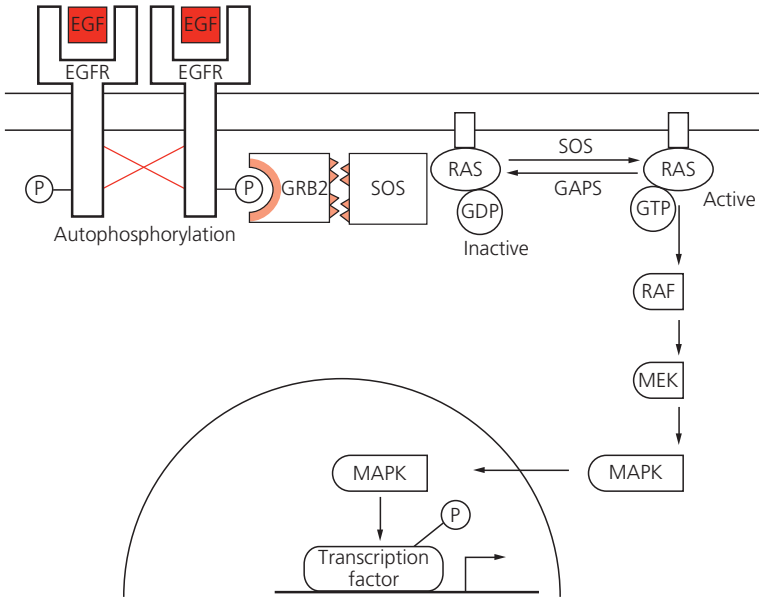 EGF
EGF
EGFR
EGFR
P
P
GRB2
SOS
RAS
GDP
Inactive
SOS
GAPS
RAS
GTP
Active
Autophosphorylation
RAF
MEK
MAPK
MAPK
P
Transcription
factor